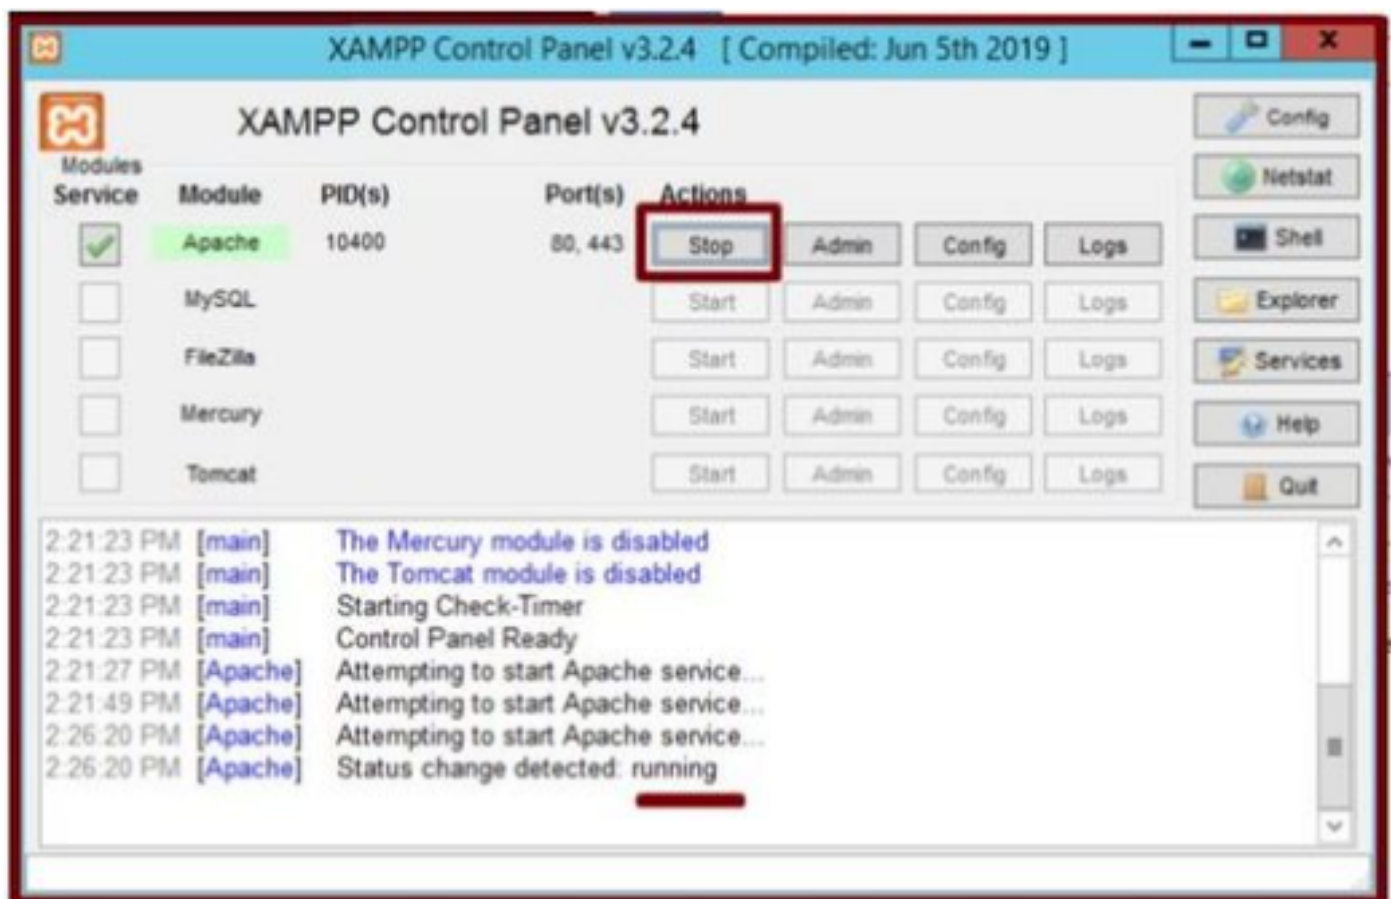 XAMPP Control Panel v3.2.4 [ Compiled: Jun 5th 2019 ]
XAMPP Control Panel v3.2.4
Config
Netstat
Shell
Explorer
Services
Help
Quit
Modules
Service Module PID(s) Port(s) Actions
Apache 10400 80, 443 Stop Admin Config Logs
MySQL Start Admin Config Logs
FileZilla Start Admin Config Logs
Mercury Start Admin Config Logs
Tomcat Start Admin Config Logs
2:21:23 PM [main] The Mercury module is disabled
2:21:23 PM [main] The Tomcat module is disabled
2:21:23 PM [main] Starting Check-Timer
2:21:23 PM [main] Control Panel Ready
2:21:27 PM [Apache] Attempting to start Apache service...
2:21:49 PM [Apache] Attempting to start Apache service...
2:26:20 PM [Apache] Attempting to start Apache service...
2:26:20 PM [Apache] Status change detected: running